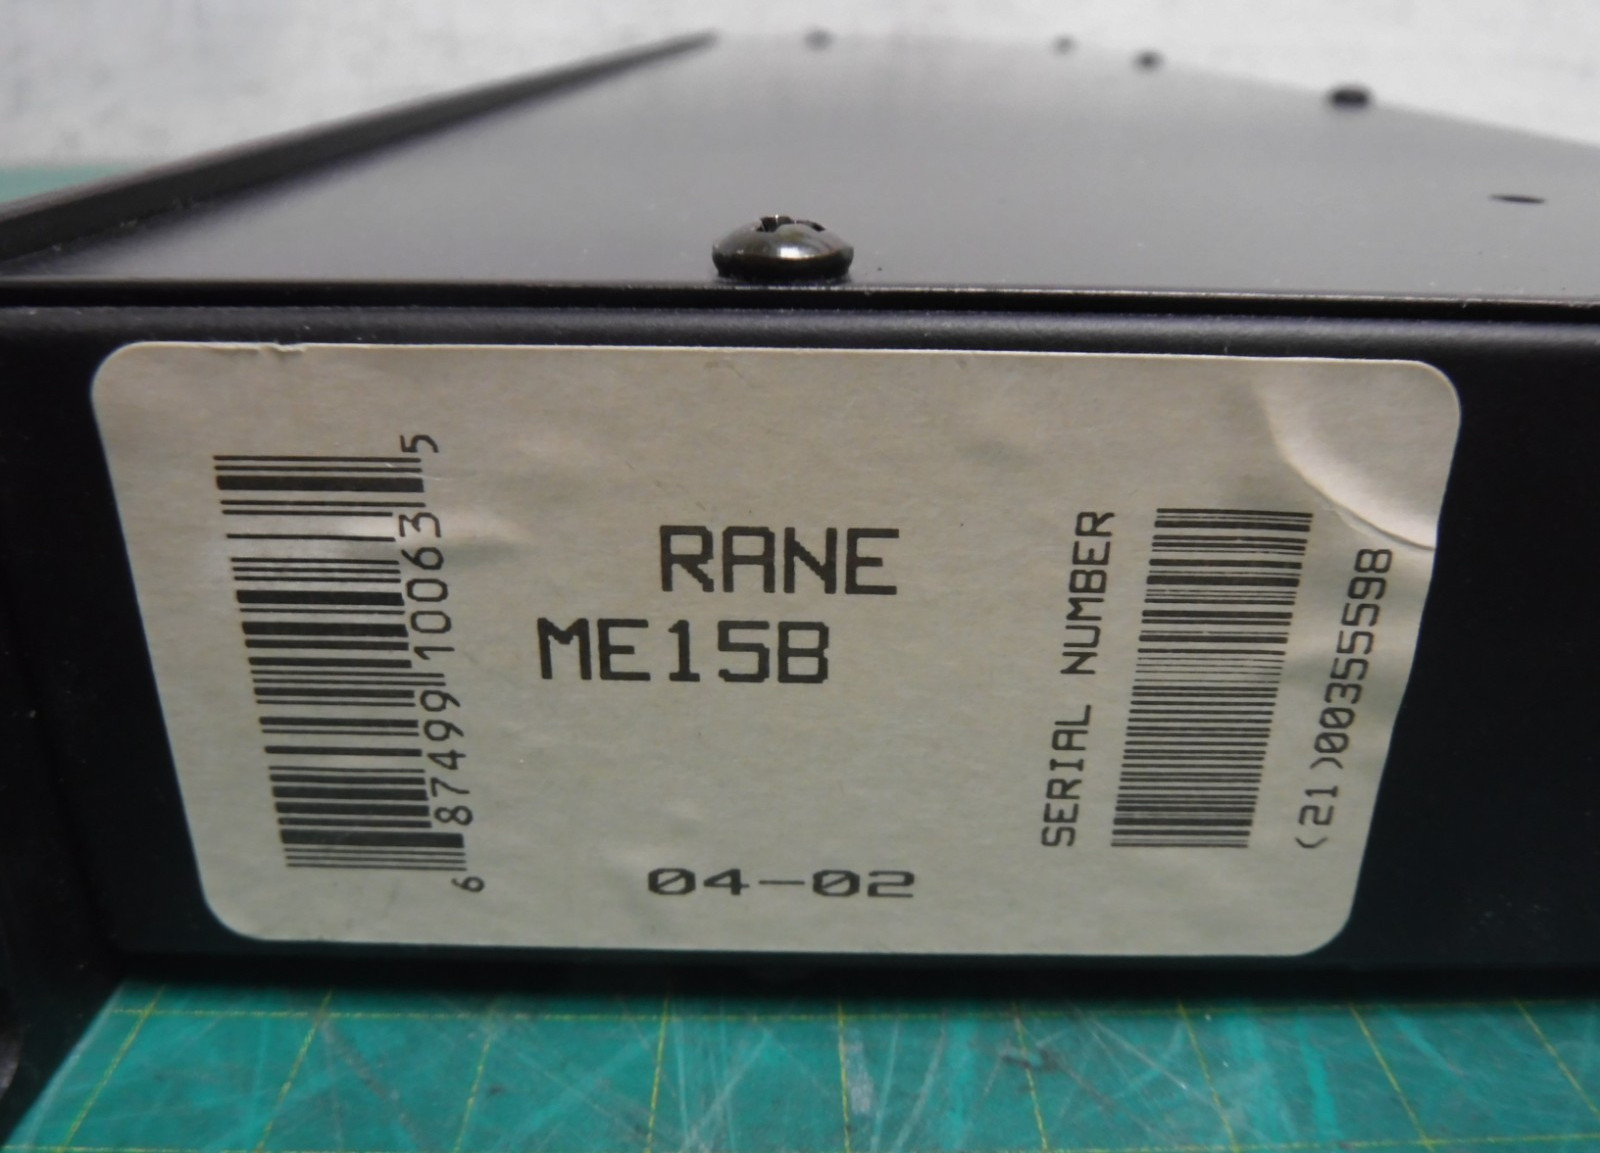 6 87499 10063 5
RANE
ME15B
04-02
SERIAL NUMBER
(21)00355598